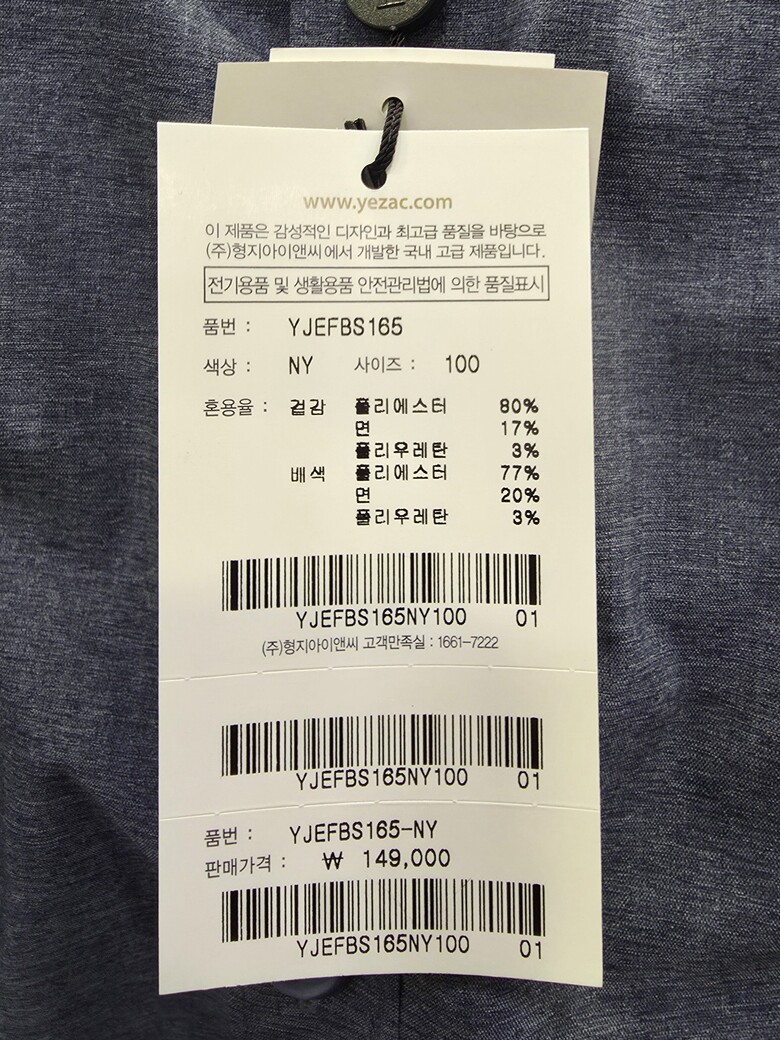 www.yezac.com
이 제품은 감성적인 디자인과 최고급 품질을 바탕으로
(주)형지아이앤씨에서 개발한 국내 고급 제품입니다.
전기용품 및 생활용품 안전관리법에 의한 품질표시
품번 : YJEFBS165
색상 : NY 사이즈 : 100
혼용율 : 겉감 폴리에스터 80%
면 17%
폴리우레탄 3%
배색 폴리에스터 77%
면 20%
폴리우레탄 3%
YJEFBS165NY100 01
(주)형지아이앤씨 고객만족실 : 1661-7222
YJEFBS165NY100 01
품번 : YJEFBS165-NY
판매가격 : ₩ 149,000
YJEFBS165NY100 01